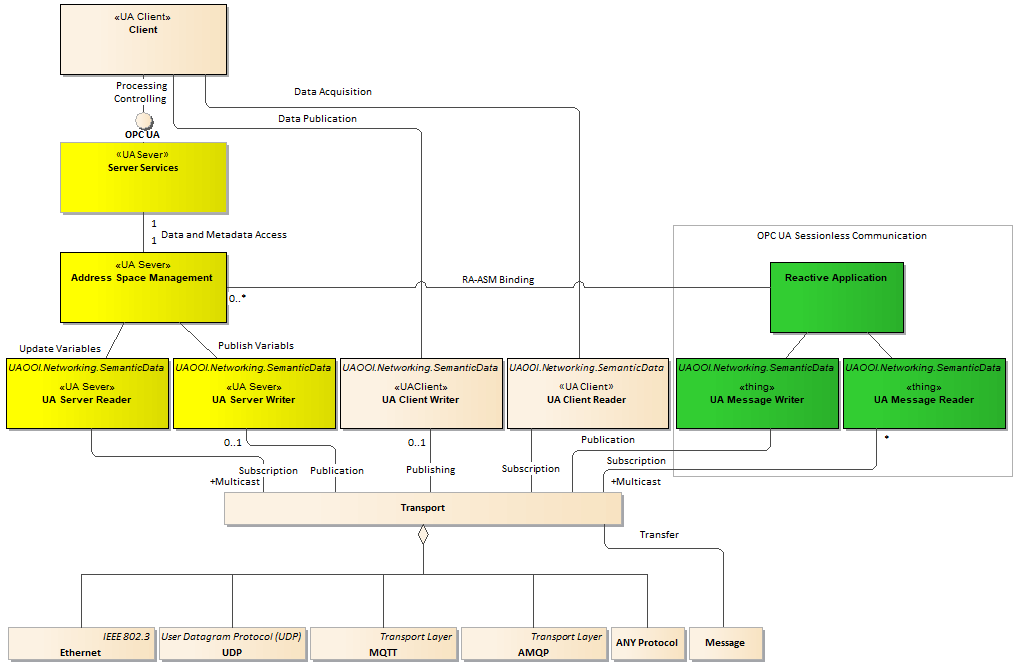 «UA Client»
Client
Processing
Controlling
Data Acquisition
Data Publication
OPC UA
«UA Sever»
Server Services
1
1
Data and Metadata Access
OPC UA Sessionless Communication
«UA Sever»
Address Space Management
0..*
RA-ASM Binding
Reactive Application
Update Variables
Publish Variabls
UAOOI.Networking.SemanticData
«UA Sever»
UA Server Reader
UAOOI.Networking.SemanticData
«UA Sever»
UA Server Writer
UAOOI.Networking.SemanticData
«UAClient»
UA Client Writer
UAOOI.Networking.SemanticData
«UAClient»
UA Client Reader
UAOOI.Networking.SemanticData
«thing»
UA Message Writer
UAOOI.Networking.SemanticData
«thing»
UA Message Reader
0..1
0..1
Publication
*
Subscription
+Multicast
Publication
Publishing
Subscription
Subscription
+Multicast
Transport
Transfer
IEEE 802.3
Ethernet
User Datagram Protocol (UDP)
UDP
Transport Layer
MQTT
Transport Layer
AMQP
ANY Protocol
Message